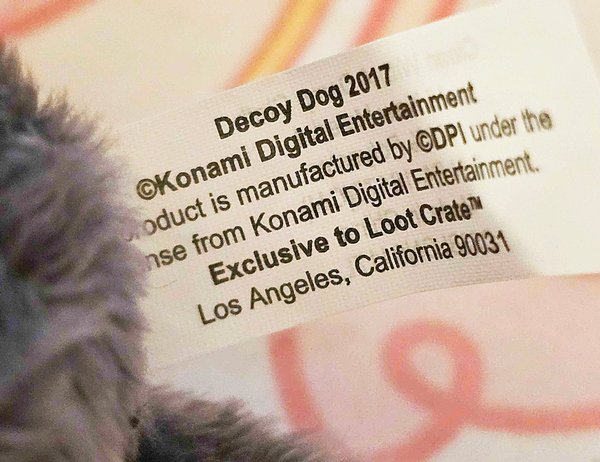 Decoy Dog 2017
©Konami Digital Entertainment
oduct is manufactured by ©DPI under the
nse from Konami Digital Entertainment.
Exclusive to Loot Crate™
Los Angeles, California 90031